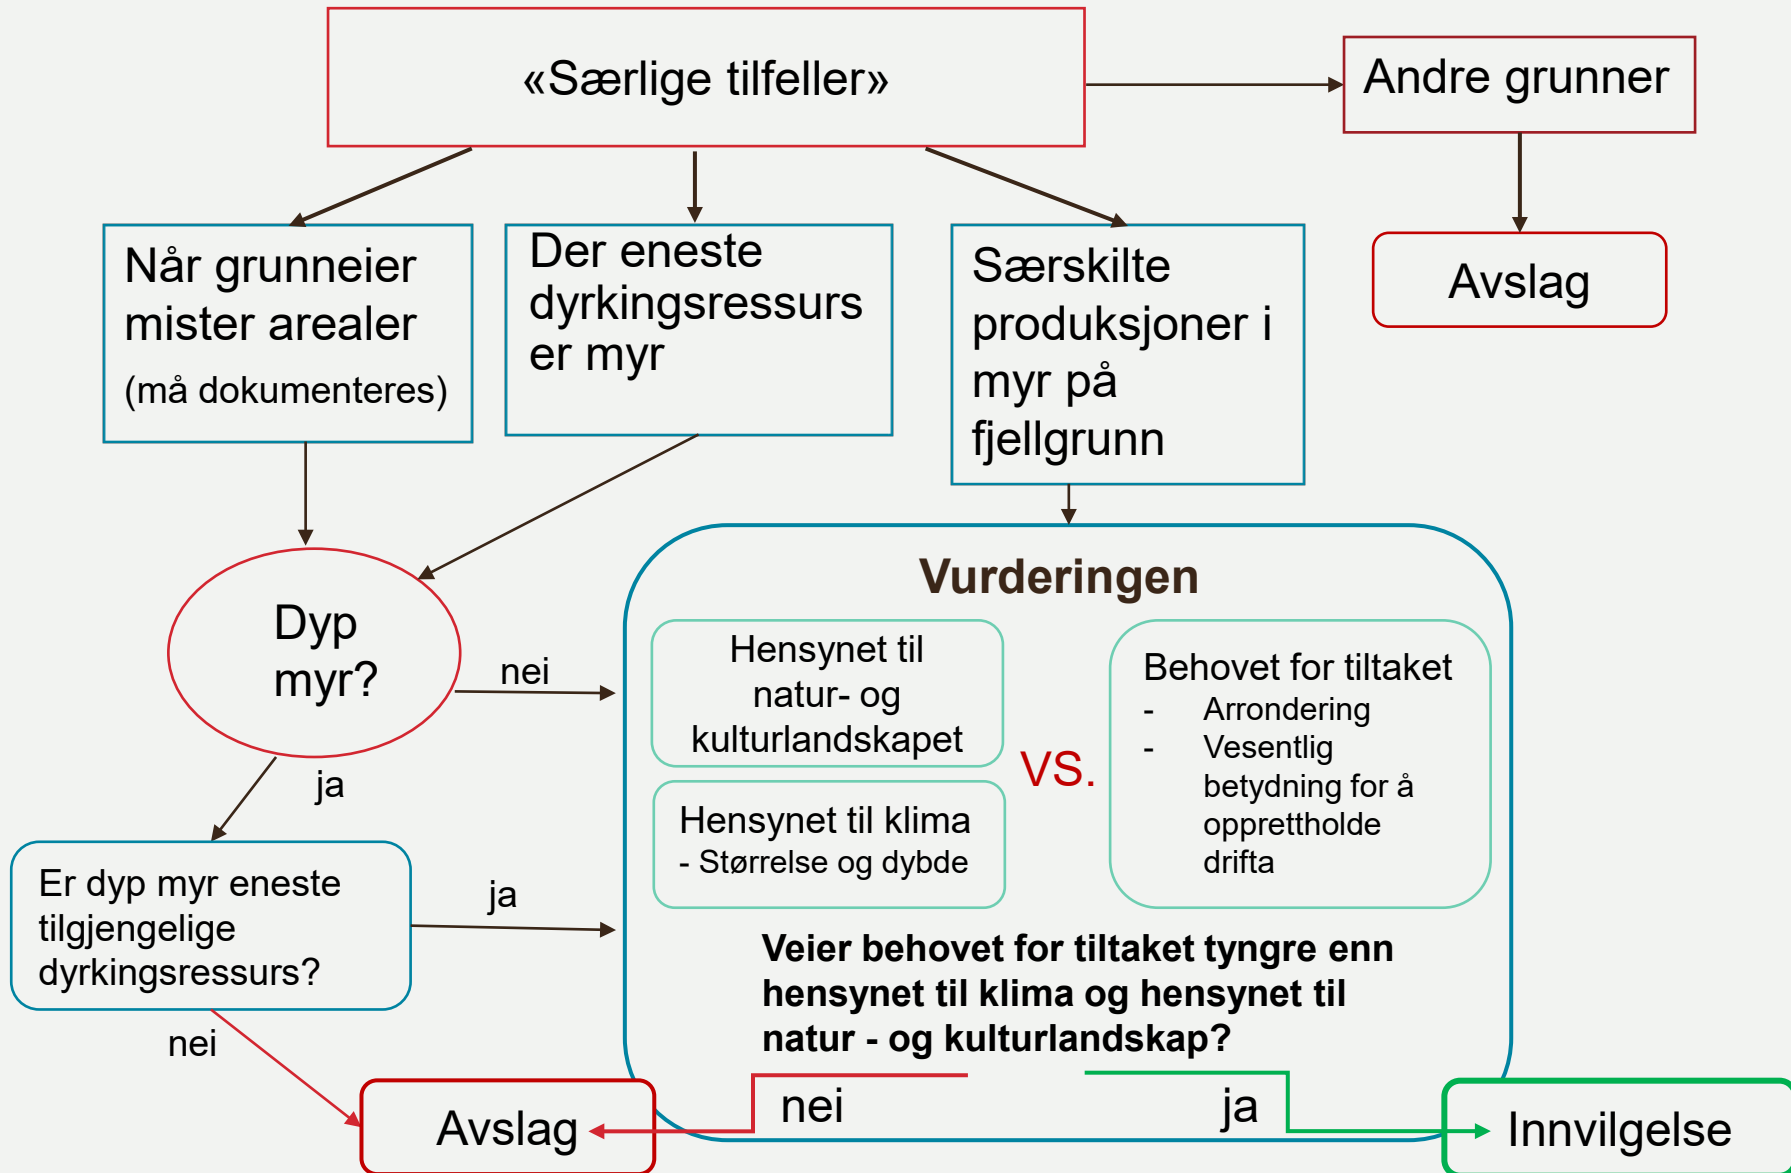 «Særlige tilfeller»
Andre grunner
Avslag
Når grunneier
mister arealer
(må dokumenteres)
Der eneste
dyrkingsressurs
er myr
Særskilte
produksjoner i
myr på
fjellgrunn
Dyp
myr?
nei
ja
Er dyp myr eneste
tilgjengelige
dyrkingsressurs?
ja
nei
Vurderingen
Hensynet til
natur- og
kulturlandskapet
Hensynet til klima
- Størrelse og dybde
VS.
Behovet for tiltaket
- Arrondering
- Vesentlig
betydning for å
opprettholde
drifta
Veier behovet for tiltaket tyngre enn
hensynet til klima og hensynet til
natur - og kulturlandskap?
nei
ja
Avslag
Innvilgelse